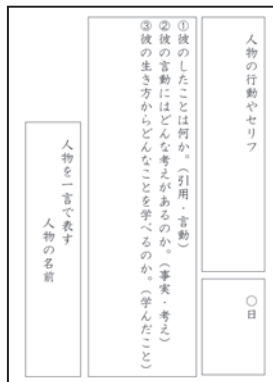 人物の行動やセリフ
〇日
①彼のしたことは何か。（引用・言動）
②彼の言動にはどんな考えがあるのか。（事実・考え）
③彼の生き方からどんなことを学べるのか。（学んだこと）
人物を一言で表す
人物の名前